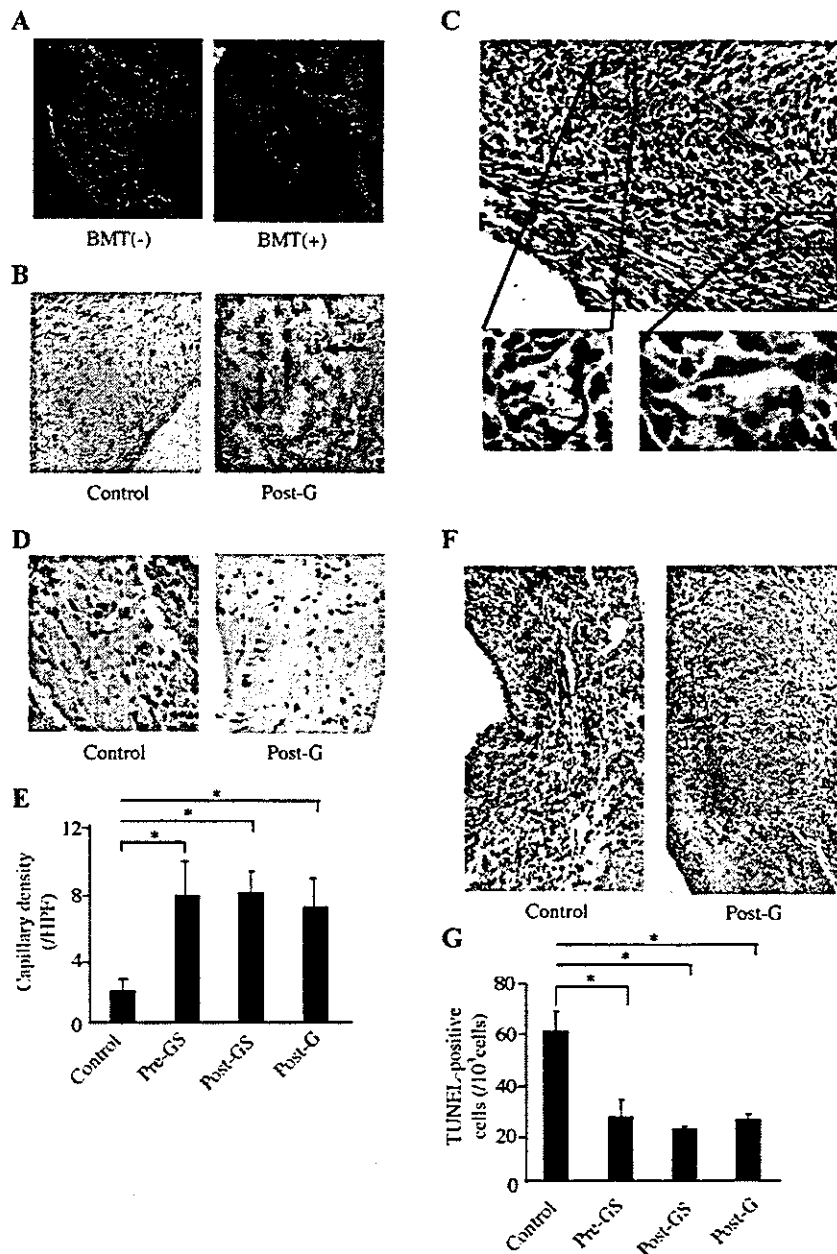 A
BMT(-) BMT(+)
B
Control Post-G
C
D
Control Post-G
E
* 
*
*
12
8
4
0
Capillary density
(/HPF)
Control Pre-GS Post-GS Post-G
F
Control Post-G
G
*
*
*
80
60
40
20
0
TUNEL-positive
cells (/10³cells)
Control Pre-GS Post-GS Post-G